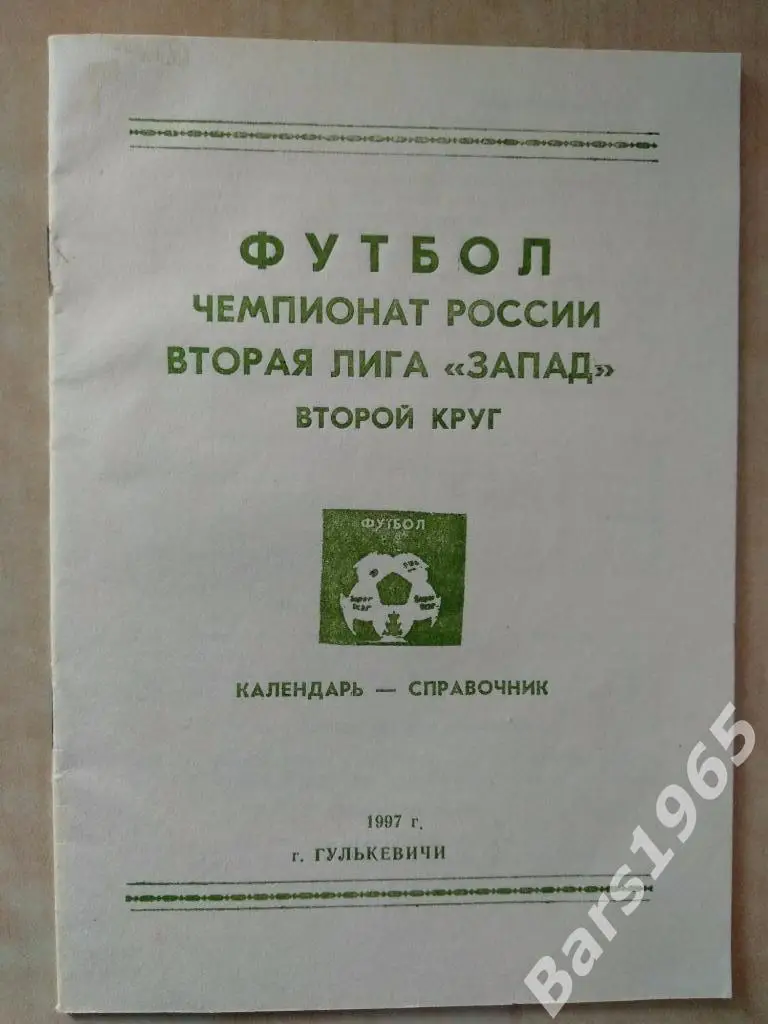 ФУТБОЛ
ЧЕМПИОНАТ РОССИИ
ВТОРАЯ ЛИГА «ЗАПАД»
ВТОРОЙ КРУГ
ФУТБОЛ
КАЛЕНДАРЬ — СПРАВОЧНИК
1997 г.
г. ГУЛЬКЕВИЧИ
Bars1965